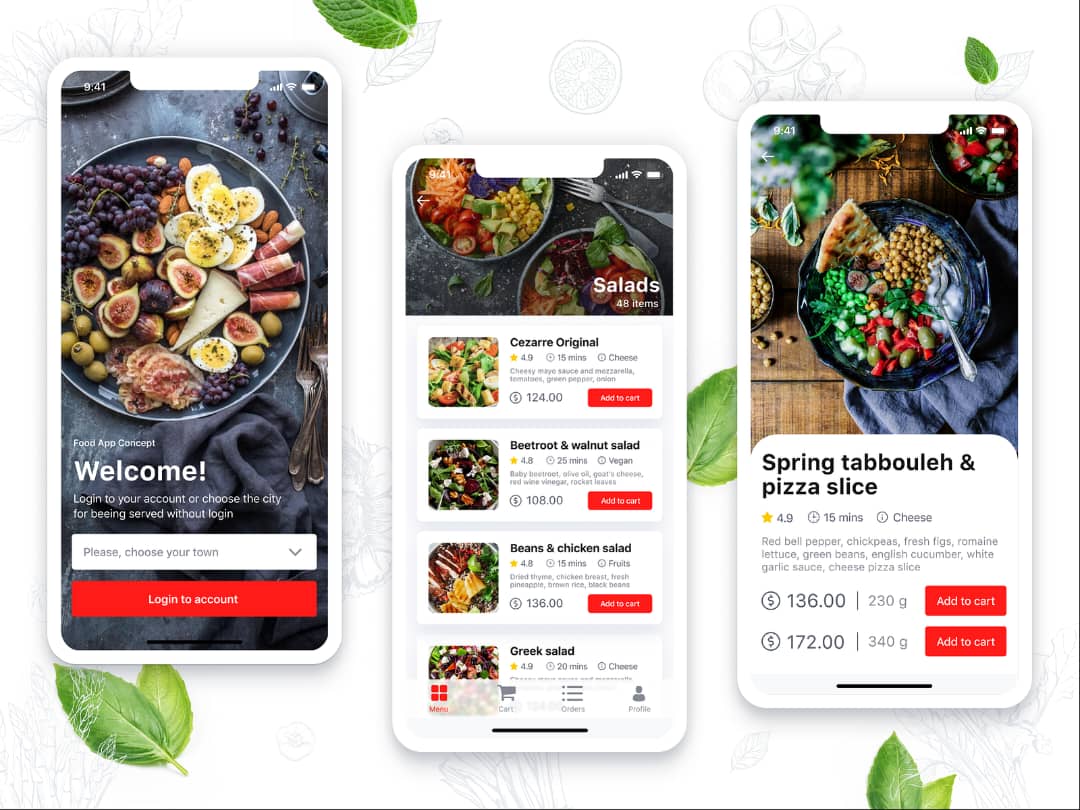 9:41
Food App Concept
Welcome!
Login to your account or choose the city
for beeing served without login
Please, choose your town
Login to account
9:41
Salads
48 items
Cezarre Original
4.9 15 mins Cheese
Cheesy mayo sauce and mozzarella,
tomatoes, green pepper, onion
124.00 Add to cart
Beetroot & walnut salad
4.8 25 mins Vegan
Baby beetroot, olive oil, goat's cheese,
red wine vinegar, rocket leaves
108.00 Add to cart
Beans & chicken salad
4.8 15 mins Fruits
Dried thyme, chicken breast, fresh
pineapple, brown rice, black beans
136.00 Add to cart
Greek salad
4.9 20 mins Cheese
Menu Cart Orders Profile
9:41
Spring tabbouleh &
pizza slice
4.9 15 mins Cheese
Red bell pepper, chickpeas, fresh figs, romaine
lettuce, green beans, english cucumber, white
garlic sauce, cheese pizza slice
$ 136.00 | 230 g Add to cart
$ 172.00 | 340 g Add to cart